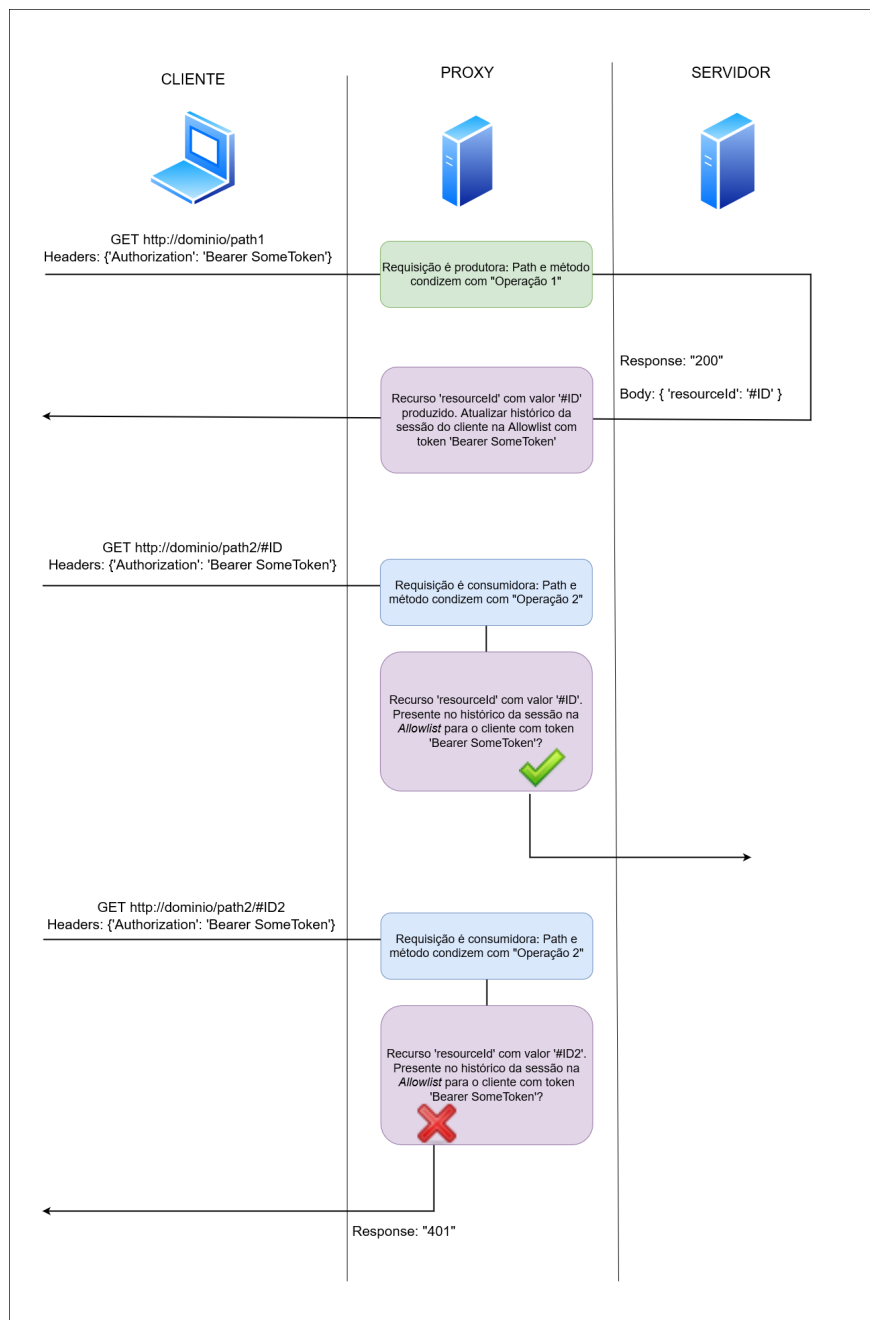 CLIENTE
PROXY
SERVIDOR
GET http://dominio/path1
Headers: {'Authorization': 'Bearer SomeToken'}
Requisição é produtora: Path e método
condizem com "Operação 1"
Response: "200"
Body: { 'resourceId': '#ID' }
Recurso 'resourceId' com valor '#ID'
produzido. Atualizar histórico da
sessão do cliente na Allowlist com
token 'Bearer SomeToken'
GET http://dominio/path2/#ID
Headers: {'Authorization': 'Bearer SomeToken'}
Requisição é consumidora: Path e
método condizem com "Operação 2"
Recurso 'resourceId' com valor '#ID'.
Presente no histórico da sessão na
Allowlist para o cliente com token
'Bearer SomeToken'?
GET http://dominio/path2/#ID2
Headers: {'Authorization': 'Bearer SomeToken'}
Requisição é consumidora: Path e
método condizem com "Operação 2"
Recurso 'resourceId' com valor '#ID2'.
Presente no histórico da sessão na
Allowlist para o cliente com token
'Bearer SomeToken'?
Response: "401"